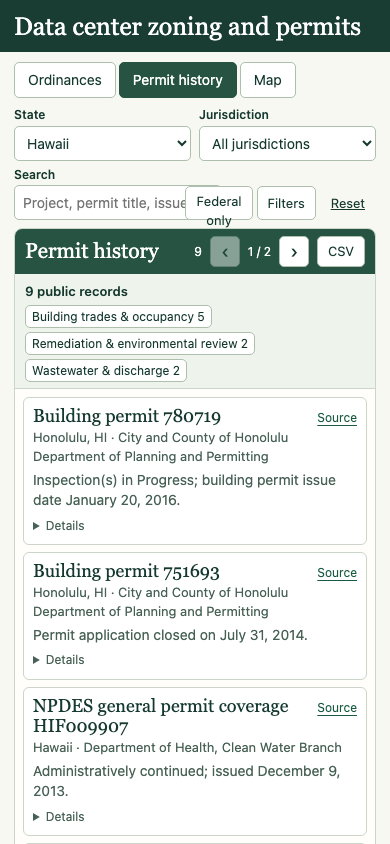 Data center zoning and permits
Ordinances
Permit history
Map
State
Jurisdiction
Hawaii
All jurisdictions
Search
Project, permit title, issue
Federal only
Filters
Reset
Permit history
9
‹
1 / 2
›
CSV
9 public records
Building trades & occupancy 5
Remediation & environmental review 2
Wastewater & discharge 2
Building permit 780719
Source
Honolulu, HI · City and County of Honolulu
Department of Planning and Permitting
Inspection(s) in Progress; building permit issue
date January 20, 2016.
Details
Building permit 751693
Source
Honolulu, HI · City and County of Honolulu
Department of Planning and Permitting
Permit application closed on July 31, 2014.
Details
NPDES general permit coverage
HIF009907
Source
Hawaii · Department of Health, Clean Water Branch
Administratively continued; issued December 9,
2013.
Details